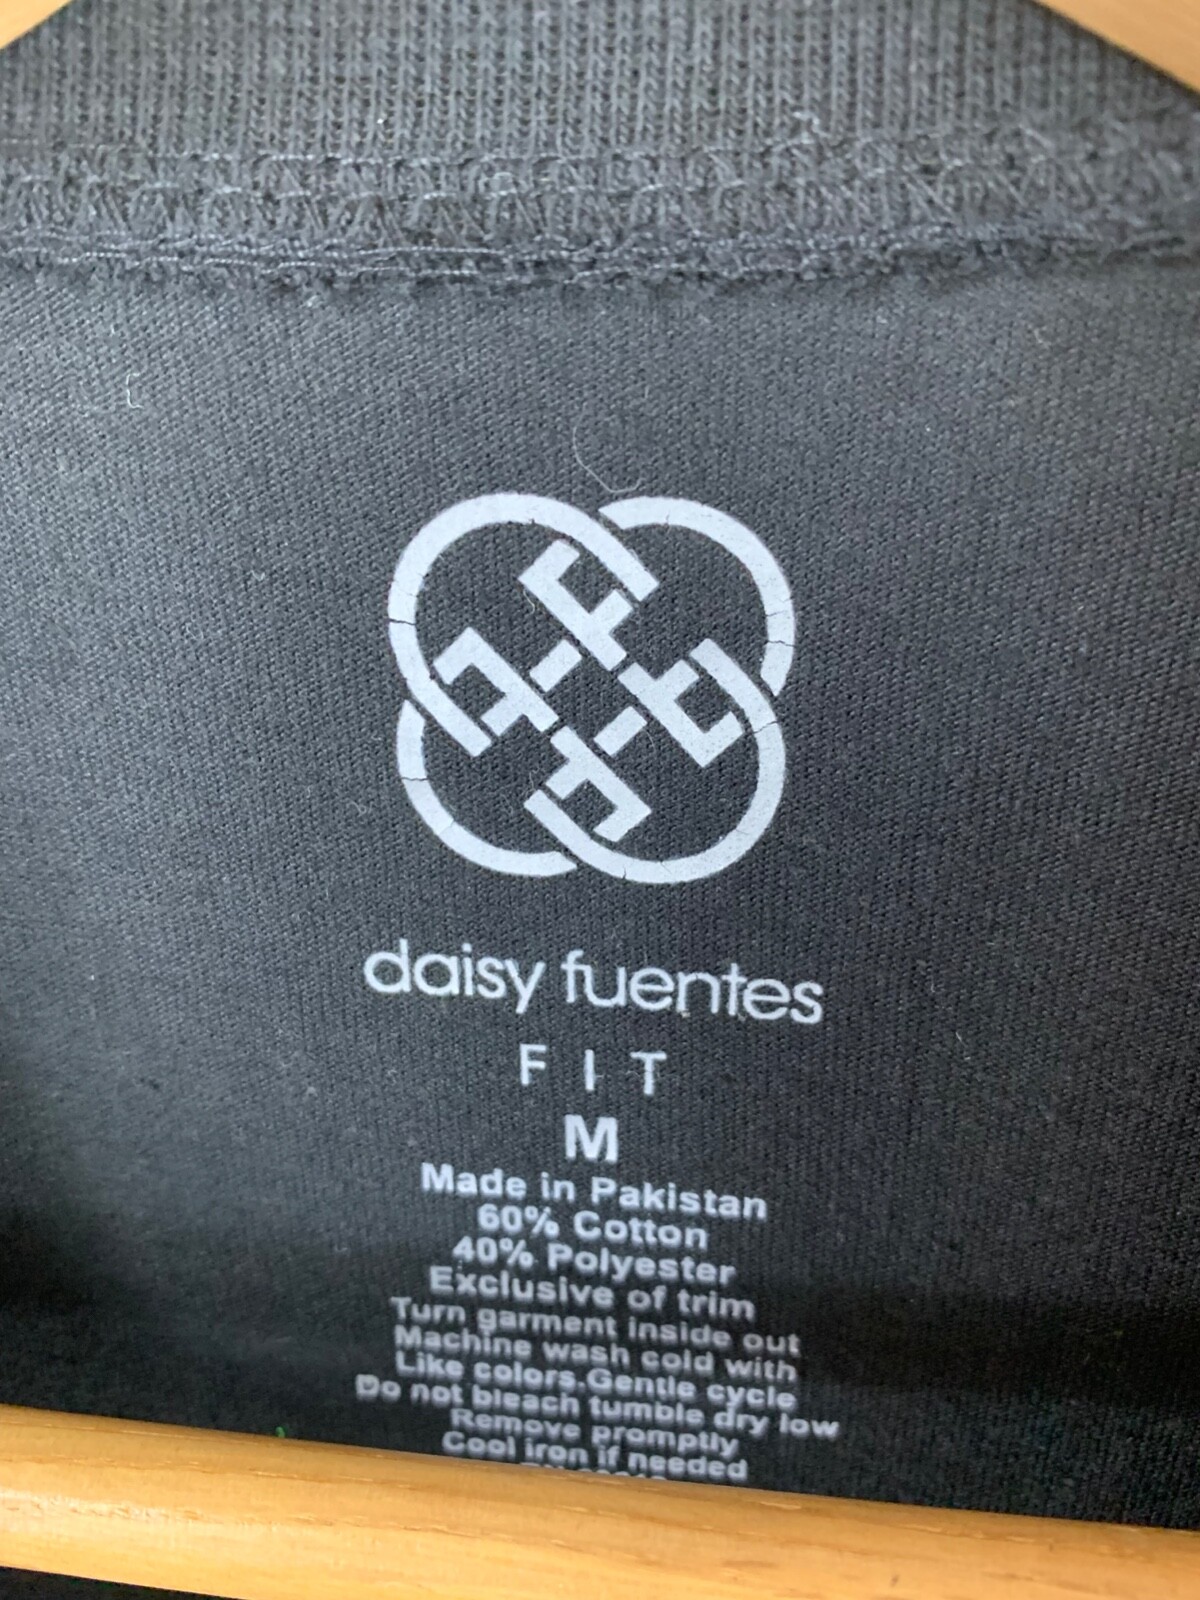 daisy fuentes
FIT
M
Made in Pakistan
60% Cotton
40% Polyester
Exclusive of trim
Turn garment inside out
Machine wash cold with
Like colors.Gentle cycle
Do not bleach tumble dry low
Remove promptly
Cool iron if needed